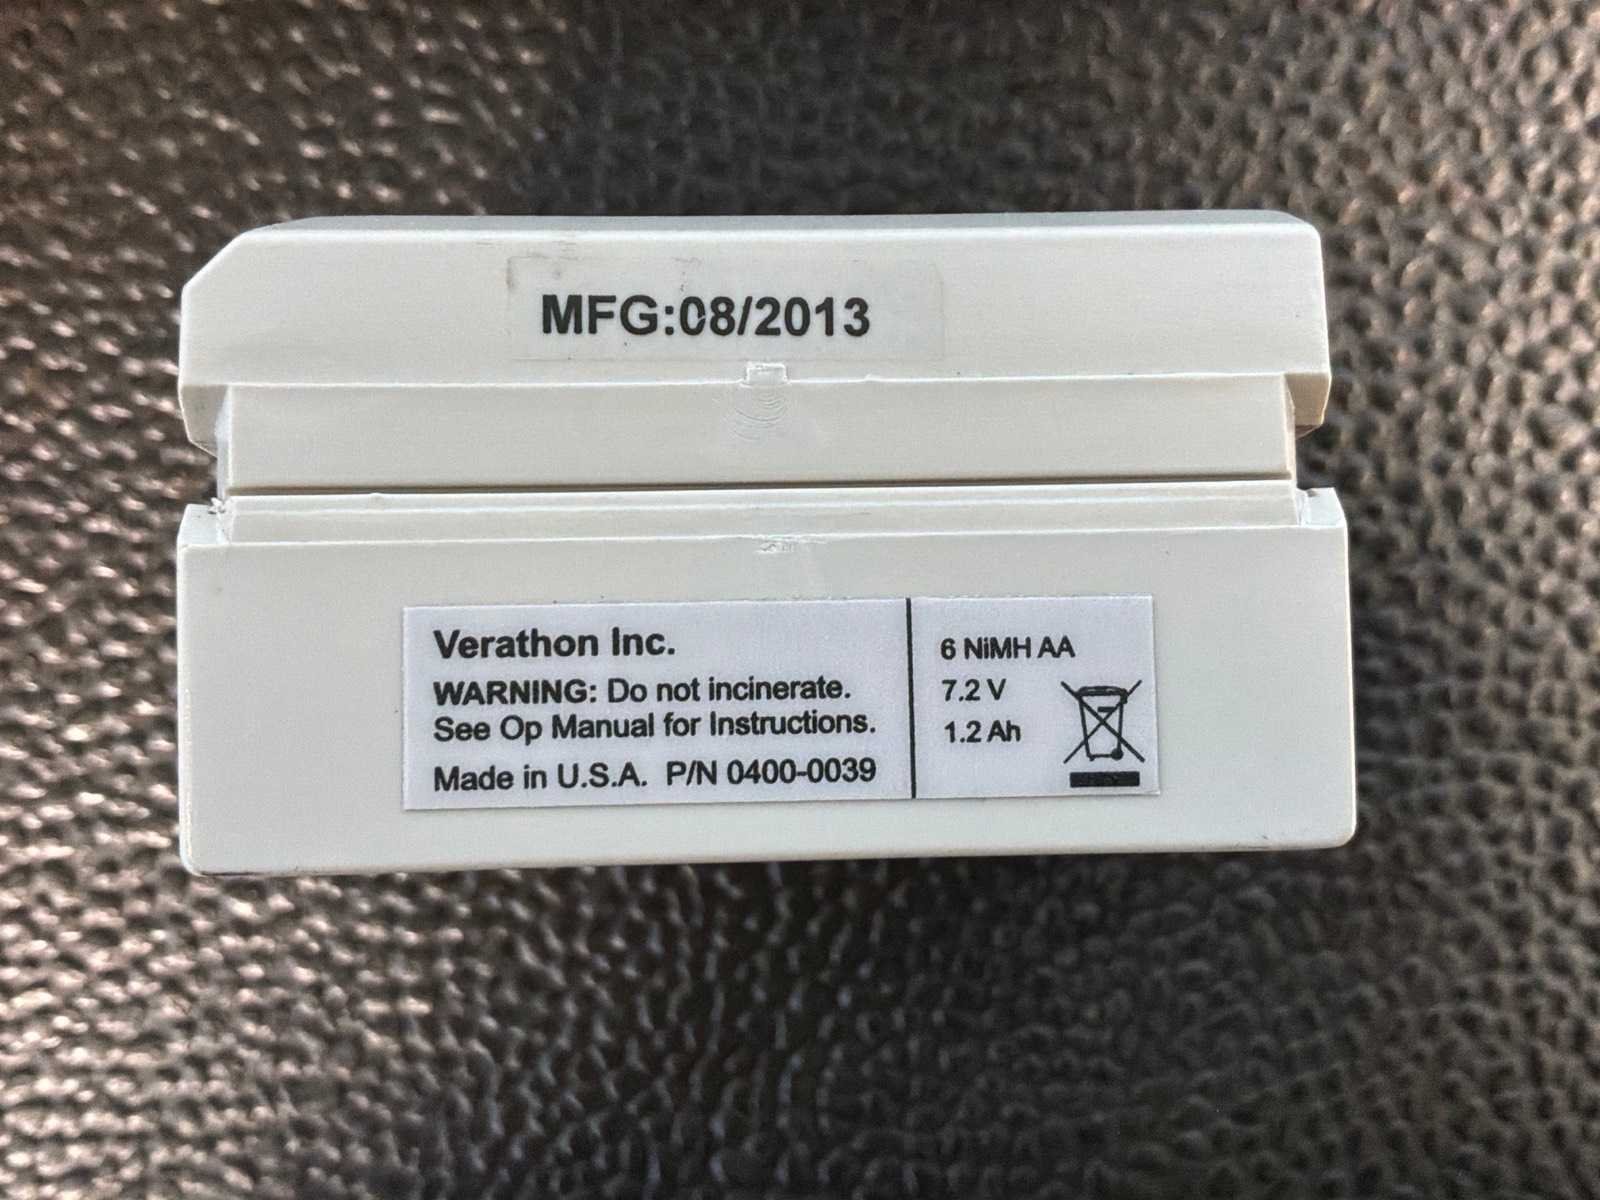 MFG:08/2013
Verathon Inc.
WARNING: Do not incinerate.
See Op Manual for Instructions.
Made in U.S.A. P/N 0400-0039
6 NiMH AA
7.2 V
1.2 Ah